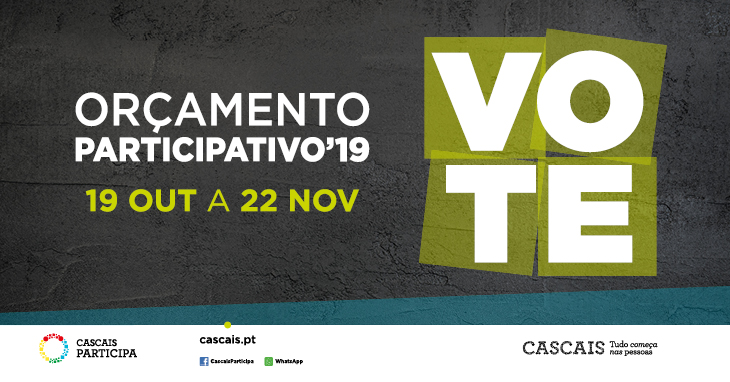 ORÇAMENTO
PARTICIPATIVO'19
19 OUT A 22 NOV
VO
TE
CASCAIS
PARTICIPA
cascais.pt
CascaisParticipa
WhatsApp
CASCAIS
Tudo começa
nas pessoas